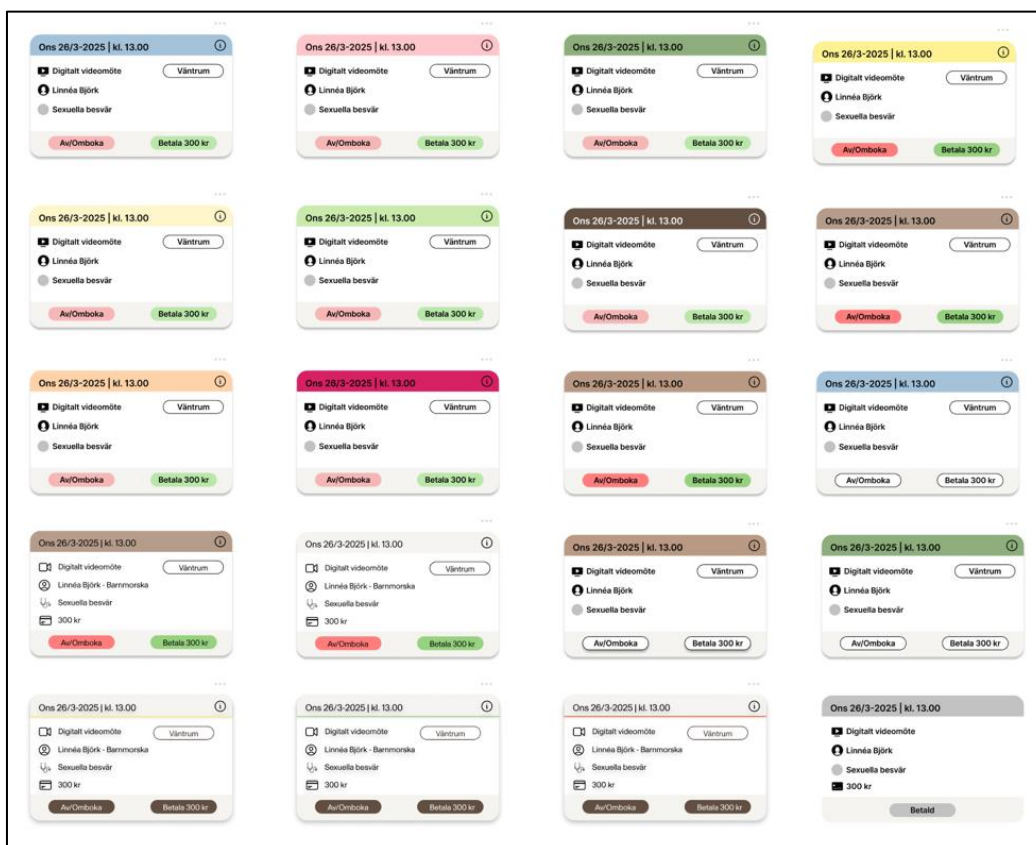 Ons 26/3-2025 | kl. 13.00
Digitalt videomöte Väntrum
Linnéa Björk
Sexuella besvär
Av/Omboka Betala 300 kr
Ons 26/3-2025 | kl. 13.00
Digitalt videomöte Väntrum
Linnéa Björk
Sexuella besvär
Av/Omboka Betala 300 kr
Ons 26/3-2025 | kl. 13.00
Digitalt videomöte Väntrum
Linnéa Björk
Sexuella besvär
Av/Omboka Betala 300 kr
Ons 26/3-2025 | kl. 13.00
Digitalt videomöte Väntrum
Linnéa Björk
Sexuella besvär
Av/Omboka Betala 300 kr
Ons 26/3-2025 | kl. 13.00
Digitalt videomöte Väntrum
Linnéa Björk
Sexuella besvär
Av/Omboka Betala 300 kr
Ons 26/3-2025 | kl. 13.00
Digitalt videomöte Väntrum
Linnéa Björk
Sexuella besvär
Av/Omboka Betala 300 kr
Ons 26/3-2025 | kl. 13.00
Digitalt videomöte Väntrum
Linnéa Björk
Sexuella besvär
Av/Omboka Betala 300 kr
Ons 26/3-2025 | kl. 13.00
Digitalt videomöte Väntrum
Linnéa Björk
Sexuella besvär
Av/Omboka Betala 300 kr
Ons 26/3-2025 | kl. 13.00
Digitalt videomöte Väntrum
Linnéa Björk
Sexuella besvär
Av/Omboka Betala 300 kr
Ons 26/3-2025 | kl. 13.00
Digitalt videomöte Väntrum
Linnéa Björk
Sexuella besvär
Av/Omboka Betala 300 kr
Ons 26/3-2025 | kl. 13.00
Digitalt videomöte Väntrum
Linnéa Björk
Sexuella besvär
Av/Omboka Betala 300 kr
Ons 26/3-2025 | kl. 13.00
Digitalt videomöte Väntrum
Linnéa Björk
Sexuella besvär
Av/Omboka Betala 300 kr
Ons 26/3-2025 | kl. 13.00
Digitalt videomöte Väntrum
Linnéa Björk - Barnmorska
Sexuella besvär
300 kr
Av/Omboka Betala 300 kr
Ons 26/3-2025 | kl. 13.00
Digitalt videomöte Väntrum
Linnéa Björk - Barnmorska
Sexuella besvär
300 kr
Av/Omboka Betala 300 kr
Ons 26/3-2025 | kl. 13.00
Digitalt videomöte Väntrum
Linnéa Björk
Sexuella besvär
Av/Omboka Betala 300 kr
Ons 26/3-2025 | kl. 13.00
Digitalt videomöte Väntrum
Linnéa Björk
Sexuella besvär
Av/Omboka Betala 300 kr
Ons 26/3-2025 | kl. 13.00
Digitalt videomöte Väntrum
Linnéa Björk - Barnmorska
Sexuella besvär
300 kr
Av/Omboka Betala 300 kr
Ons 26/3-2025 | kl. 13.00
Digitalt videomöte Väntrum
Linnéa Björk - Barnmorska
Sexuella besvär
300 kr
Av/Omboka Betala 300 kr
Ons 26/3-2025 | kl. 13.00
Digitalt videomöte Väntrum
Linnéa Björk - Barnmorska
Sexuella besvär
300 kr
Av/Omboka Betala 300 kr
Ons 26/3-2025 | kl. 13.00
Digitalt videomöte
Linnéa Björk
Sexuella besvär
300 kr
Betald